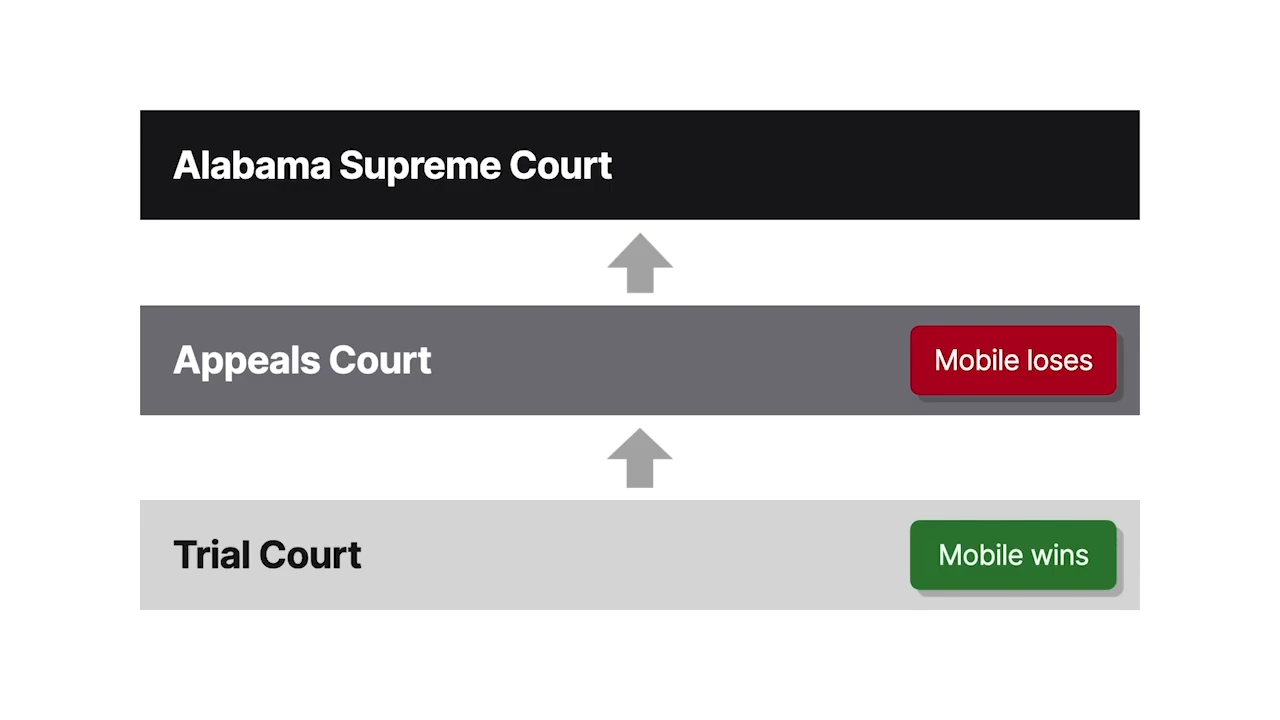 Alabama Supreme Court
Appeals Court
Mobile loses
Trial Court
Mobile wins